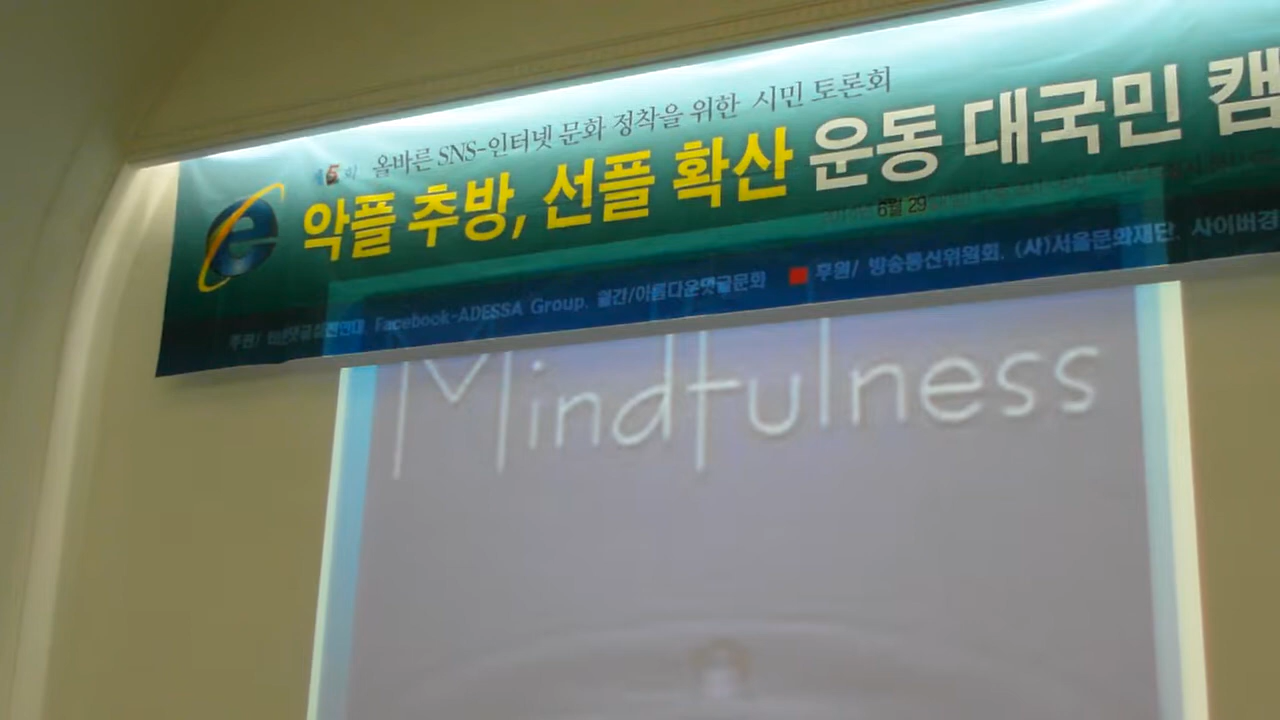 올바른 SNS-인터넷 문화 정착을 위한 시민 토론회
악플 추방, 선플 확산 운동 대국민 캠
6월 29
Facebook-ADESSA Group. 월간/아름다운댓글문화 후원/ 방송통신위원회. (사)서울문화재단. 사이버경
Mindfulness